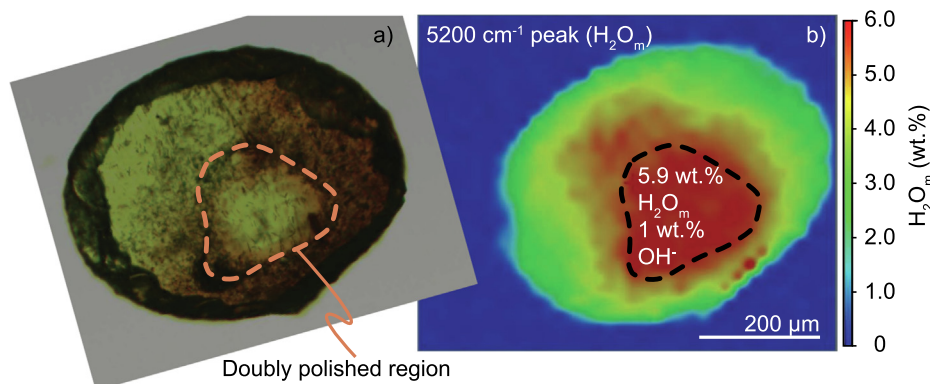 a)
Doubly polished region
5200 cm⁻¹ peak (H₂Oₘ)
b)
5.9 wt.%
H₂Oₘ
1 wt.%
OH⁻
200 µm
6.0
5.0
4.0
3.0
2.0
1.0
0
H₂Oₘ (wt.%)